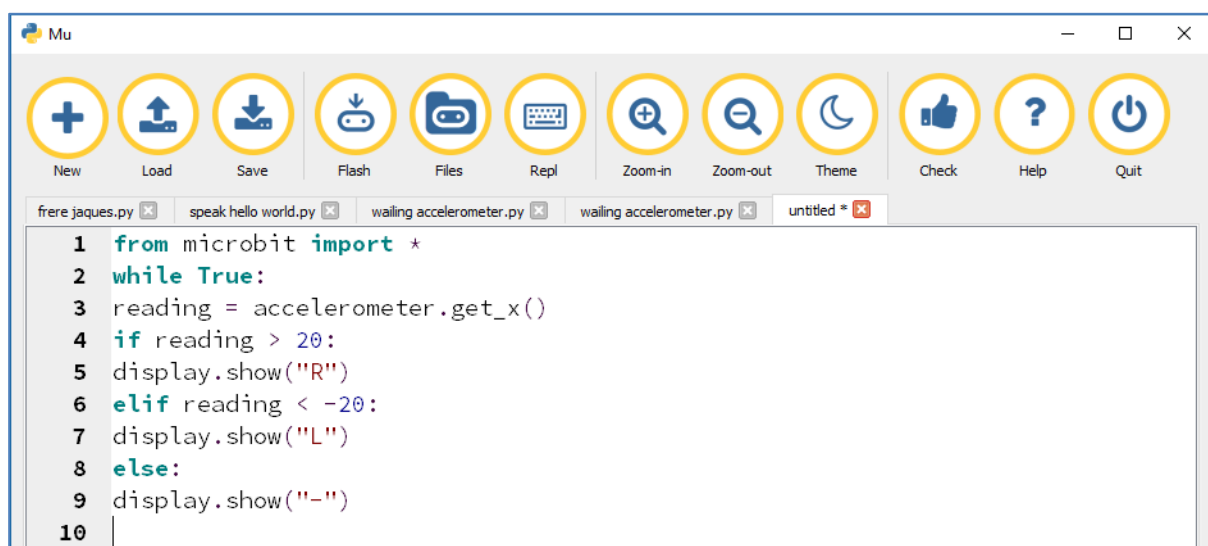 Mu
New Load Save Flash Files Repl Zoom-in Zoom-out Theme Check Help Quit
frere jaques.py speak hello world.py wailing accelerometer.py wailing accelerometer.py untitled *
1 from microbit import *
2 while True:
3 reading = accelerometer.get_x()
4 if reading > 20:
5 display.show("R")
6 elif reading < -20:
7 display.show("L")
8 else:
9 display.show("-")
10